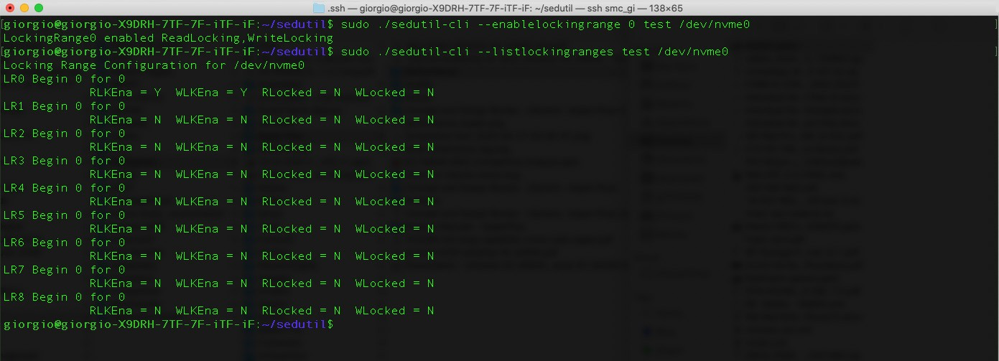 .ssh — giorgio@giorgio-X9DRH-7TF-7F-iTF-iF: ~/sedutil — ssh smc_gi — 138×65
[giorgio@giorgio-X9DRH-7TF-7F-iTF-iF:~/sedutil$ sudo ./sedutil-cli --enablelockingrange 0 test /dev/nvme0 ]
LockingRange0 enabled ReadLocking,WriteLocking
[giorgio@giorgio-X9DRH-7TF-7F-iTF-iF:~/sedutil$ sudo ./sedutil-cli --listlockingranges test /dev/nvme0 ]
Locking Range Configuration for /dev/nvme0
LR0 Begin 0 for 0
RLKEna = Y  WLKEna = Y  RLocked = N  WLocked = N
LR1 Begin 0 for 0
RLKEna = N  WLKEna = N  RLocked = N  WLocked = N
LR2 Begin 0 for 0
RLKEna = N  WLKEna = N  RLocked = N  WLocked = N
LR3 Begin 0 for 0
RLKEna = N  WLKEna = N  RLocked = N  WLocked = N
LR4 Begin 0 for 0
RLKEna = N  WLKEna = N  RLocked = N  WLocked = N
LR5 Begin 0 for 0
RLKEna = N  WLKEna = N  RLocked = N  WLocked = N
LR6 Begin 0 for 0
RLKEna = N  WLKEna = N  RLocked = N  WLocked = N
LR7 Begin 0 for 0
RLKEna = N  WLKEna = N  RLocked = N  WLocked = N
LR8 Begin 0 for 0
RLKEna = N  WLKEna = N  RLocked = N  WLocked = N
giorgio@giorgio-X9DRH-7TF-7F-iTF-iF:~/sedutil$